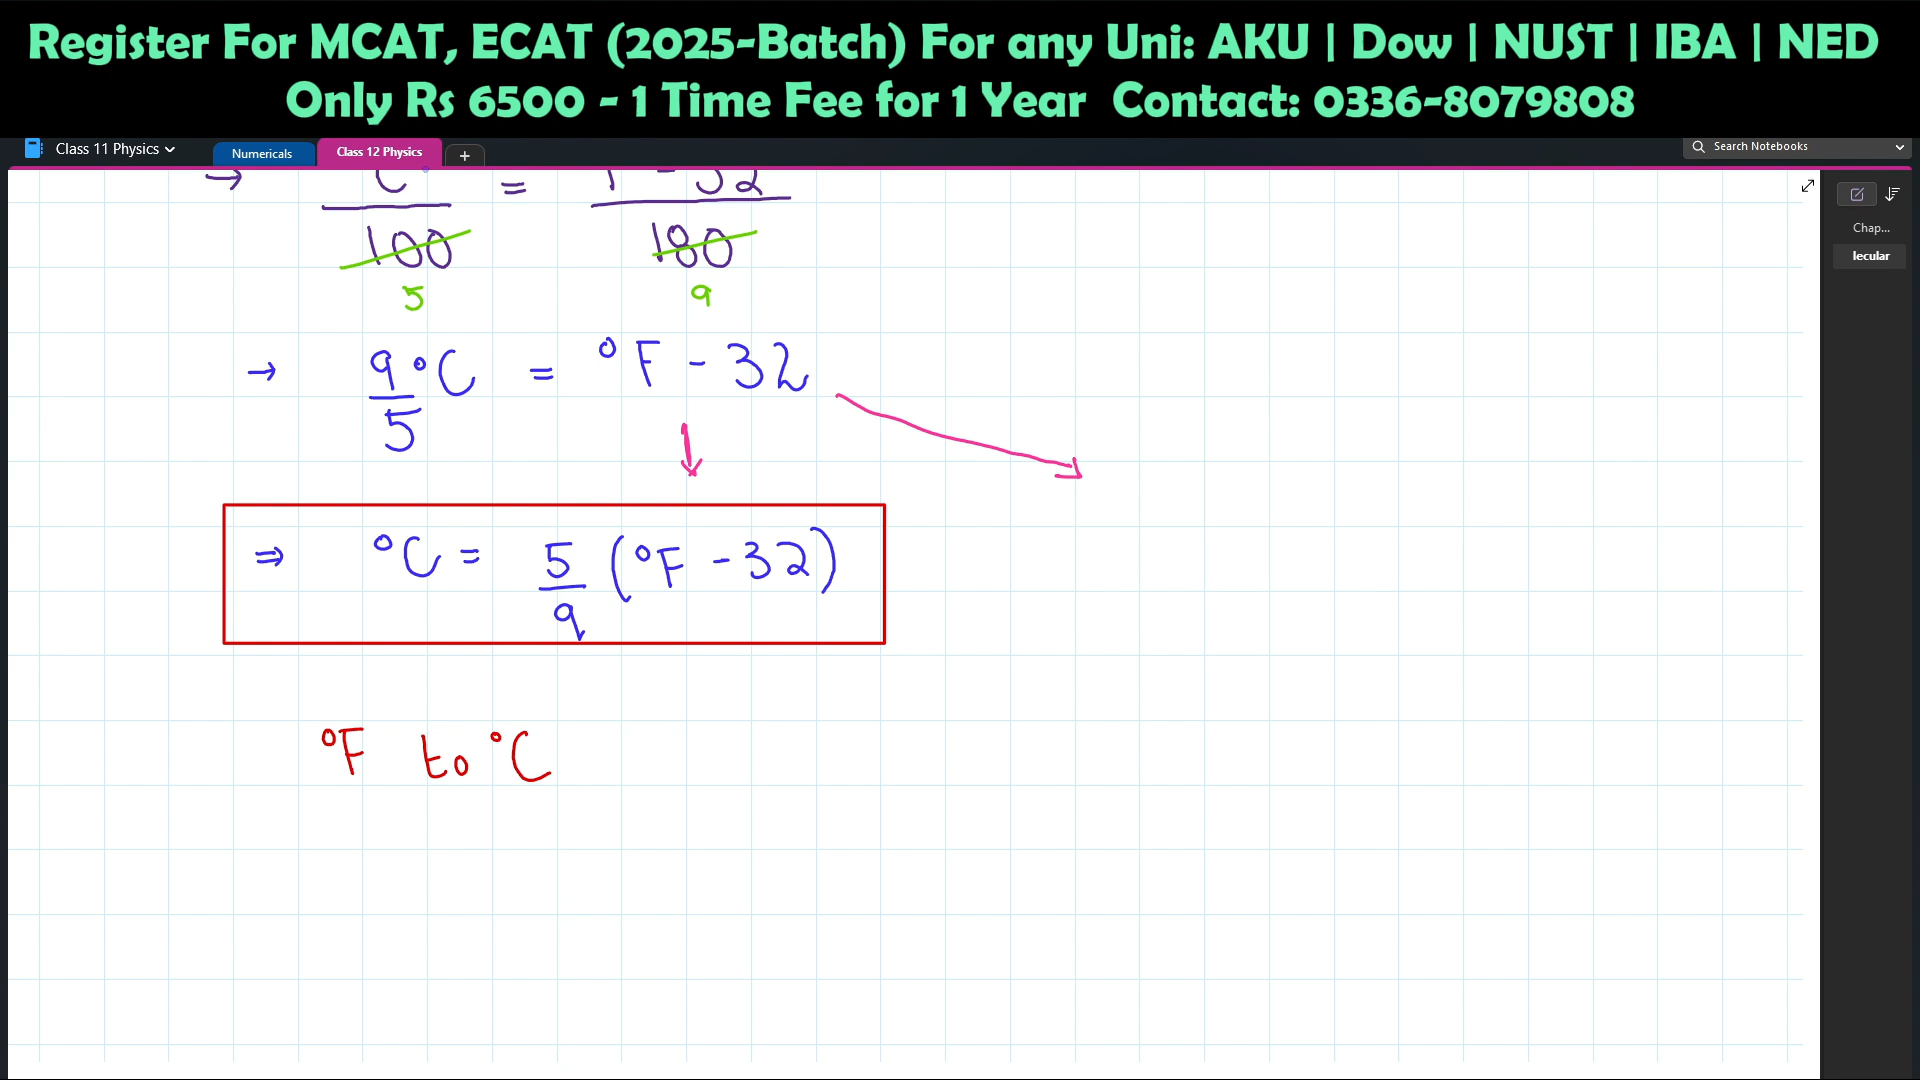 Register For MCAT, ECAT (2025-Batch) For any Uni: AKU | Dow | NUST | IBA | NED
Only Rs 6500 - 1 Time Fee for 1 Year Contact: 0336-8079808
Class 11 Physics
Numericals
Class 12 Physics
+
Search Notebooks
Chap...
lecular
→ C° / 100 = F - 32 / 180
5 9
→ 9/5 °C = °F - 32
⇒ °C = 5/9 (°F - 32)
°F to °C